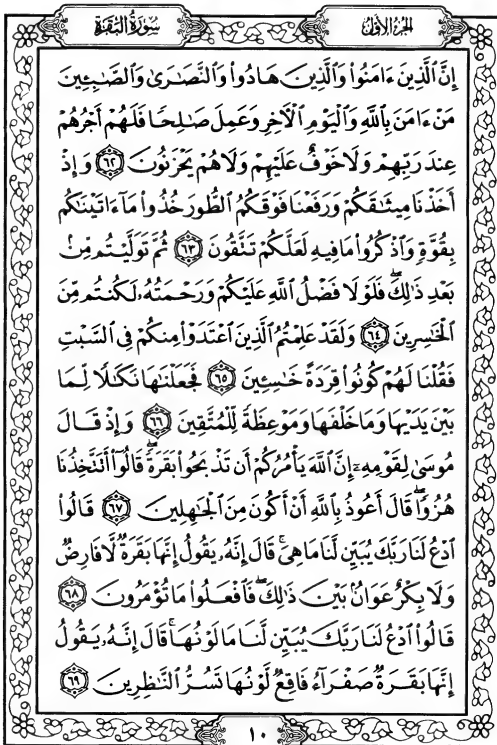 سُورَةُ البَقَرَةِ
الجزء الأول
إِنَّ ٱلَّذِينَ ءَامَنُواْ وَٱلَّذِينَ هَادُواْ وَٱلنَّصَٰرَىٰ وَٱلصَّٰبِـِٔينَ
مَنْ ءَامَنَ بِٱللَّهِ وَٱلْيَوْمِ ٱلْأَخِرِ وَعَمِلَ صَٰلِحًا فَلَهُمْ أَجْرُهُمْ
عِندَ رَبِّهِمْ وَلَا خَوْفٌ عَلَيْهِمْ وَلَا هُمْ يَحْزَنُونَ ٦٢ وَإِذْ
أَخَذْنَا مِيثَٰقَكُمْ وَرَفَعْنَا فَوْقَكُمُ ٱلطُّورَ خُذُواْ مَآ ءَاتَيْنَٰكُم
بِقُوَّةٍ وَٱذْكُرُواْ مَا فِيهِ لَعَلَّكُمْ تَتَّقُونَ ٦٣ ثُمَّ تَوَلَّيْتُم مِّنۢ
بَعْدِ ذَٰلِكَۖ فَلَوْلَا فَضْلُ ٱللَّهِ عَلَيْكُمْ وَرَحْمَتُهُۥ لَكُنتُم مِّنَ
ٱلْخَٰسِرِينَ ٦٤ وَلَقَدْ عَلِمْتُمُ ٱلَّذِينَ ٱعْتَدَوْاْ مِنكُمْ فِى ٱلسَّبْتِ
فَقُلْنَا لَهُمْ كُونُواْ قِرَدَةً خَٰسِـِٔينَ ٦٥ فَجَعَلْنَٰهَا نَكَٰلًا لِّمَا
بَيْنَ يَدَيْهَا وَمَا خَلْفَهَا وَمَوْعِظَةً لِّلْمُتَّقِينَ ٦٦ وَإِذْ قَالَ
مُوسَىٰ لِقَوْمِهِۦٓ إِنَّ ٱللَّهَ يَأْمُرُكُمْ أَن تَذْبَحُواْ بَقَرَةًۖ قَالُوٓاْ أَتَتَّخِذُنَا
هُزُوًاۖ قَالَ أَعُوذُ بِٱللَّهِ أَنْ أَكُونَ مِنَ ٱلْجَٰهِلِينَ ٦٧ قَالُواْ
ٱدْعُ لَنَا رَبَّكَ يُبَيِّن لَّنَا مَا هِىَۚ قَالَ إِنَّهُۥ يَقُولُ إِنَّهَا بَقَرَةٌ لَّا فَارِضٌ
وَلَا بِكْرٌ عَوَانٌۢ بَيْنَ ذَٰلِكَۖ فَٱفْعَلُواْ مَا تُؤْمَرُونَ ٦٨
قَالُواْ ٱدْعُ لَنَا رَبَّكَ يُبَيِّن لَّنَا مَا لَوْنُهَاۚ قَالَ إِنَّهُۥ يَقُولُ
إِنَّهَا بَقَرَةٌ صَفْرَآءُ فَاقِعٌ لَّوْنُهَا تَسُرُّ ٱلنَّٰظِرِينَ ٦٩
١٠